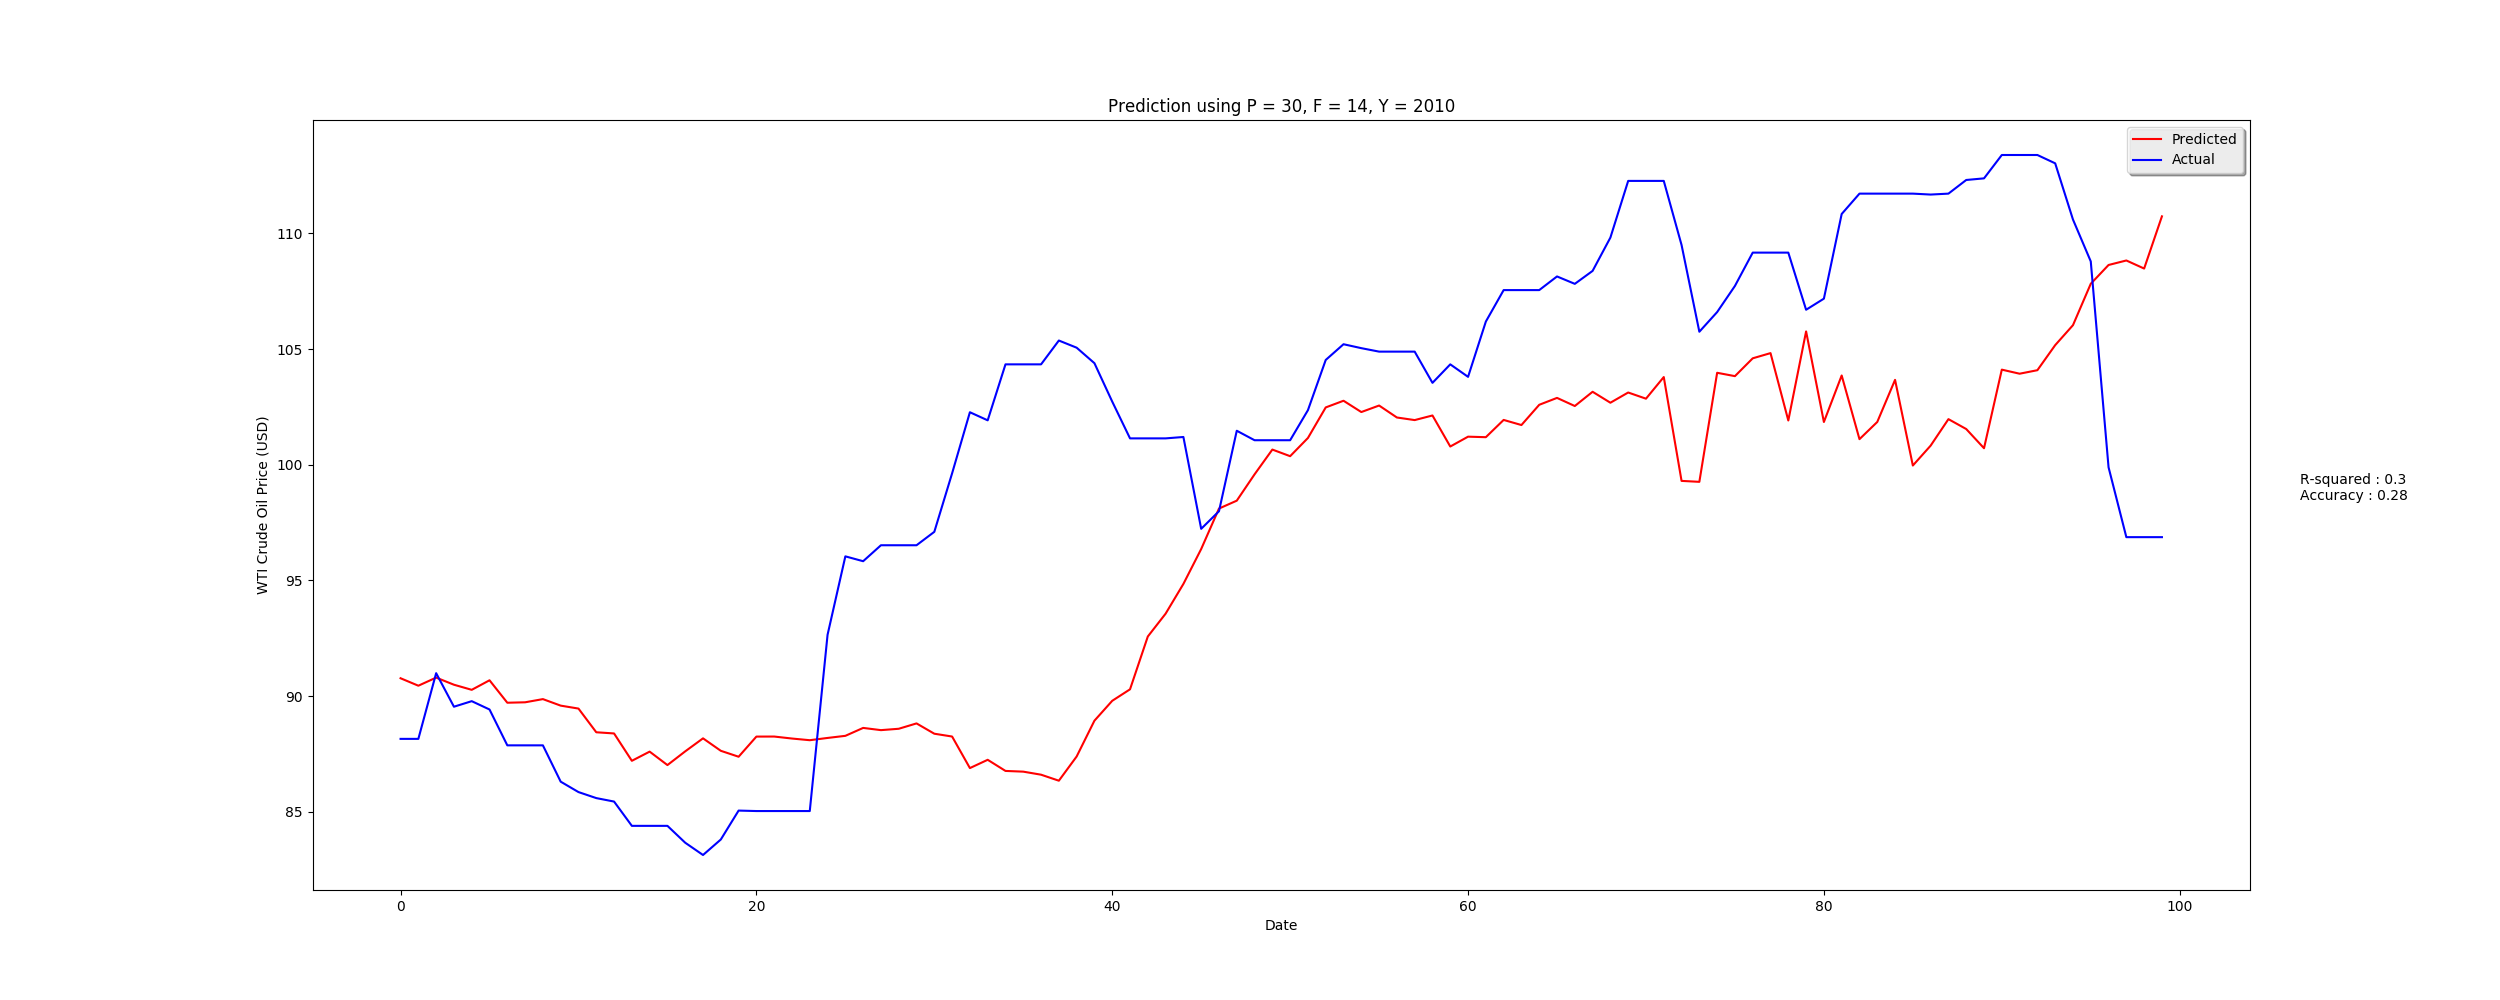 Prediction using P = 30, F = 14, Y = 2010
Predicted
Actual
WTI Crude Oil Price (USD)
110
105
100
95
90
85
0 20 40 60 80 100
Date
R-squared : 0.3
Accuracy : 0.28